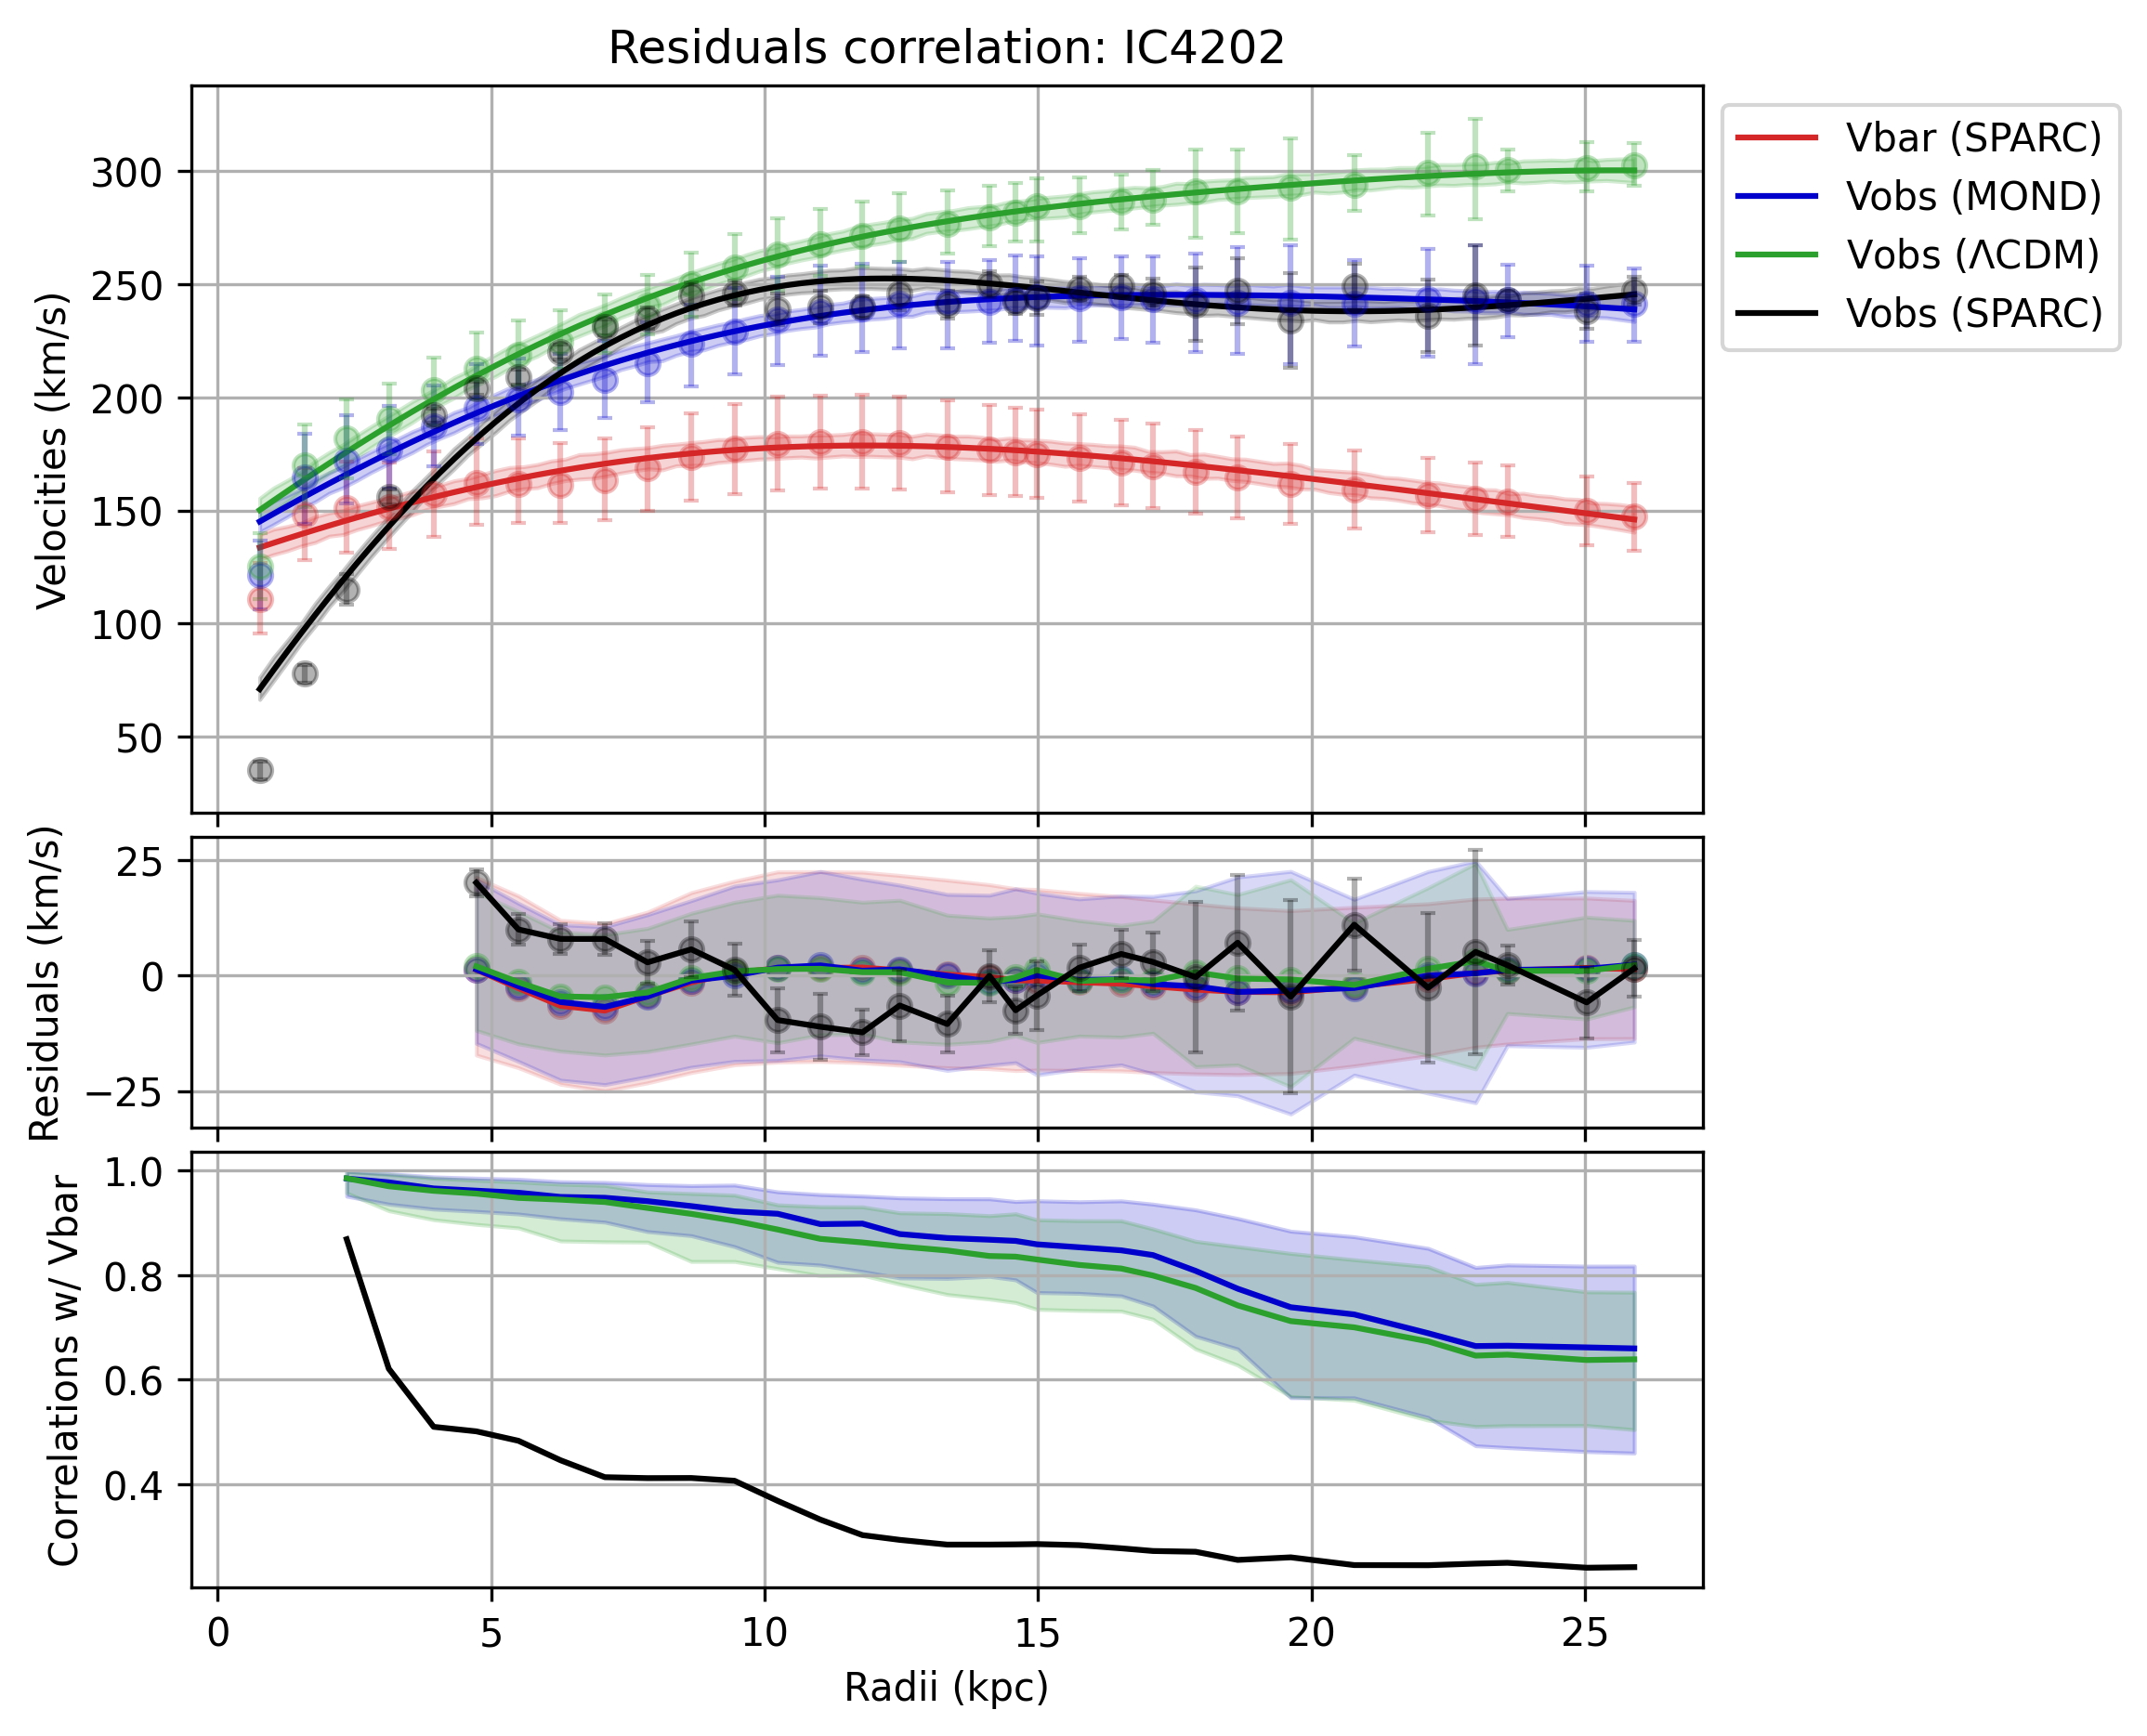 Residuals correlation: IC4202
Velocities (km/s)
300
250
200
150
100
50
Vbar (SPARC)
Vobs (MOND)
Vobs (ΛCDM)
Vobs (SPARC)
Residuals (km/s)
25
0
−25
Correlations w/ Vbar
1.0
0.8
0.6
0.4
0 5 10 15 20 25
Radii (kpc)